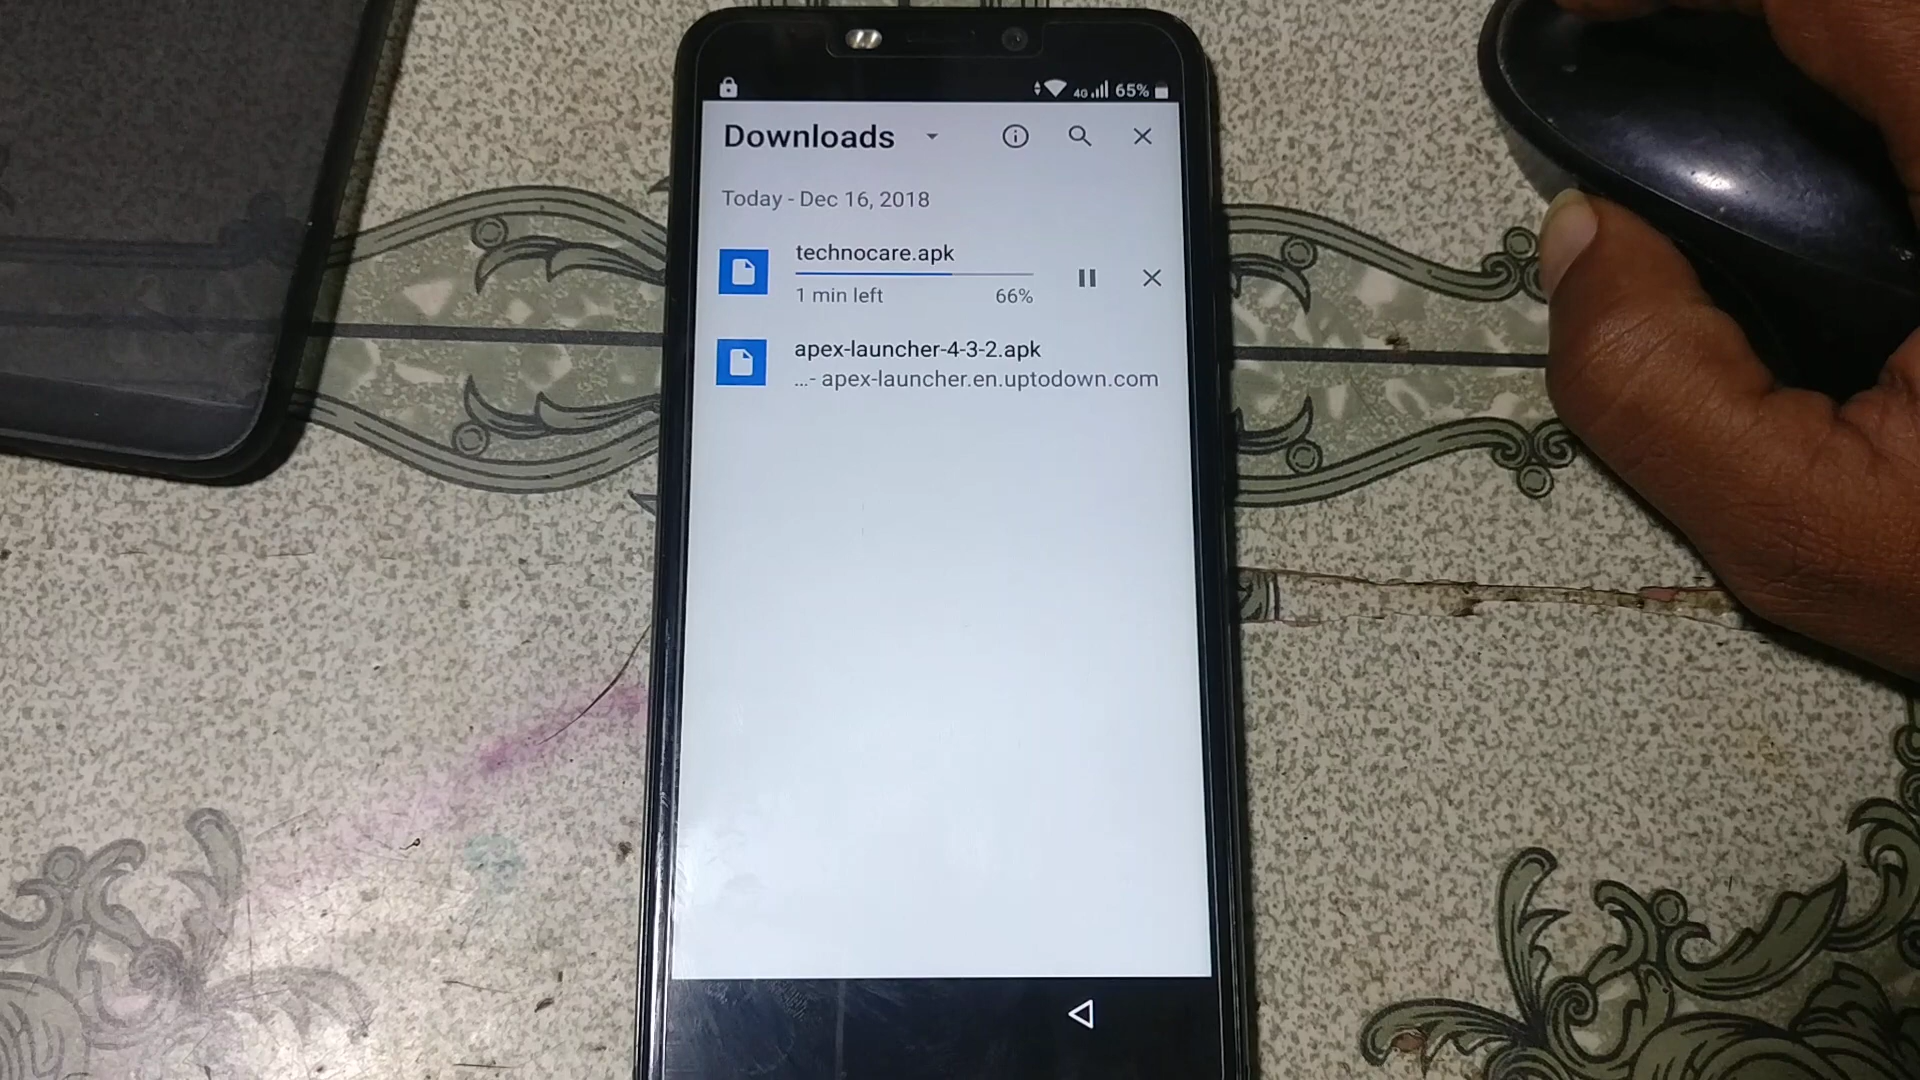 4G 65%
Downloads
Today - Dec 16, 2018
technocare.apk
1 min left 66%
apex-launcher-4-3-2.apk
...- apex-launcher.en.uptodown.com